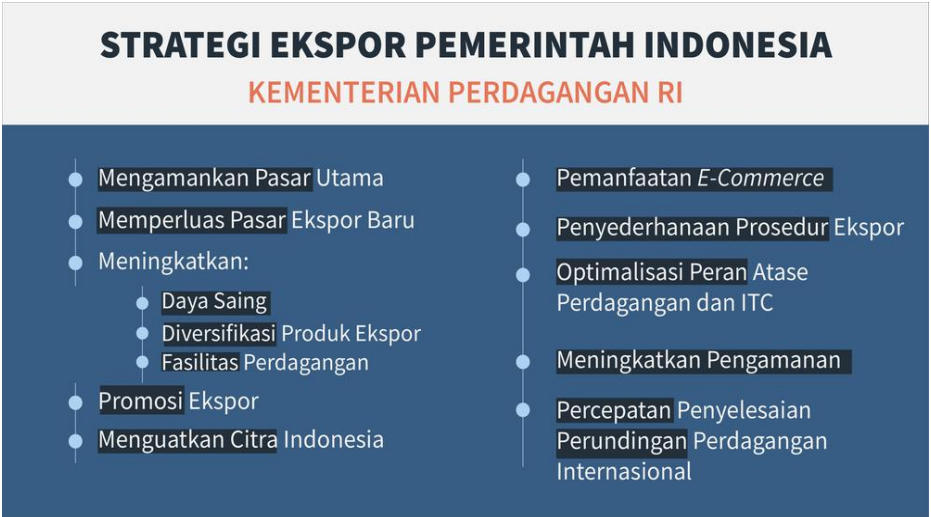 STRATEGI EKSPOR PEMERINTAH INDONESIA
KEMENTERIAN PERDAGANGAN RI
Mengamankan Pasar Utama
Memperluas Pasar Ekspor Baru
Meningkatkan:
Daya Saing
Diversifikasi Produk Ekspor
Fasilitas Perdagangan
Promosi Ekspor
Menguatkan Citra Indonesia
Pemanfaatan E-Commerce
Penyederhanaan Prosedur Ekspor
Optimalisasi Peran Atase
Perdagangan dan ITC
Meningkatkan Pengamanan
Percepatan Penyelesaian
Perundingan Perdagangan
Internasional